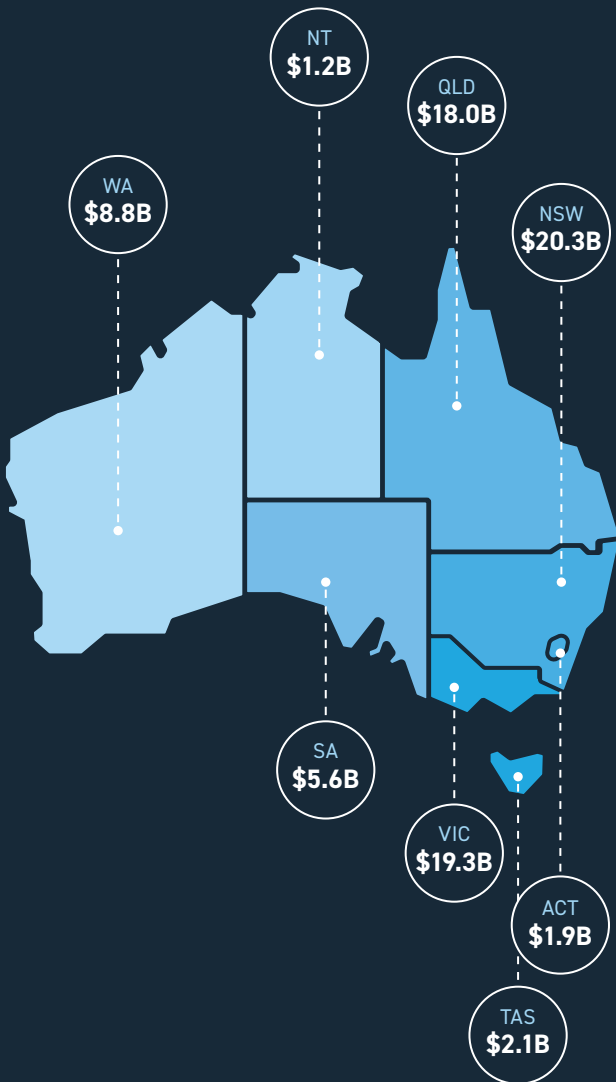 NT
$1.2B
QLD
$18.0B
WA
$8.8B
NSW
$20.3B
SA
$5.6B
VIC
$19.3B
ACT
$1.9B
TAS
$2.1B